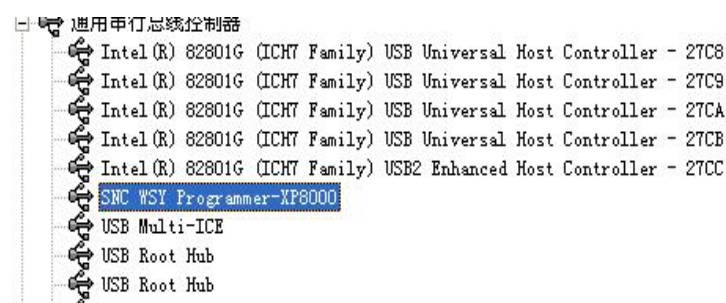 通用串行总线控制器
Intel(R) 82801G (ICH7 Family) USB Universal Host Controller - 27C8
Intel(R) 82801G (ICH7 Family) USB Universal Host Controller - 27C9
Intel(R) 82801G (ICH7 Family) USB Universal Host Controller - 27CA
Intel(R) 82801G (ICH7 Family) USB Universal Host Controller - 27CB
Intel(R) 82801G (ICH7 Family) USB2 Enhanced Host Controller - 27CC
SNC WSY Programmer-XP8000
USB Multi-ICE
USB Root Hub
USB Root Hub